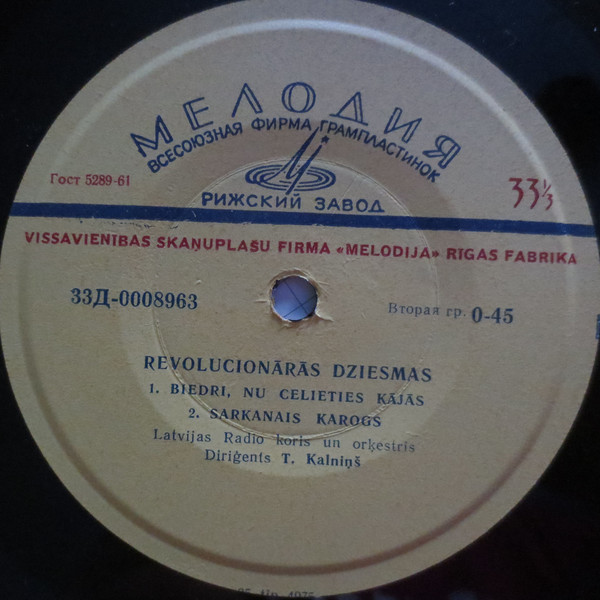 МЕЛОДИЯ
ВСЕСОЮЗНАЯ ФИРМА ГРАМПЛАСТИНОК
Гост 5289-61
33⅓
РИЖСКИЙ ЗАВОД
VISSAVIENĪBAS SKAŅUPLAŠU FIRMA «MELODIJA» RĪGAS FABRIKA
33Д-0008963
Вторая гр. 0-45
REVOLUCIONĀRĀS DZIESMAS
1. BIEDRI, NU CELIETIES KĀJĀS
2. SARKANAIS KAROGS
Latvijas Radio koris un orķestris
Diriģents T. Kalniņš